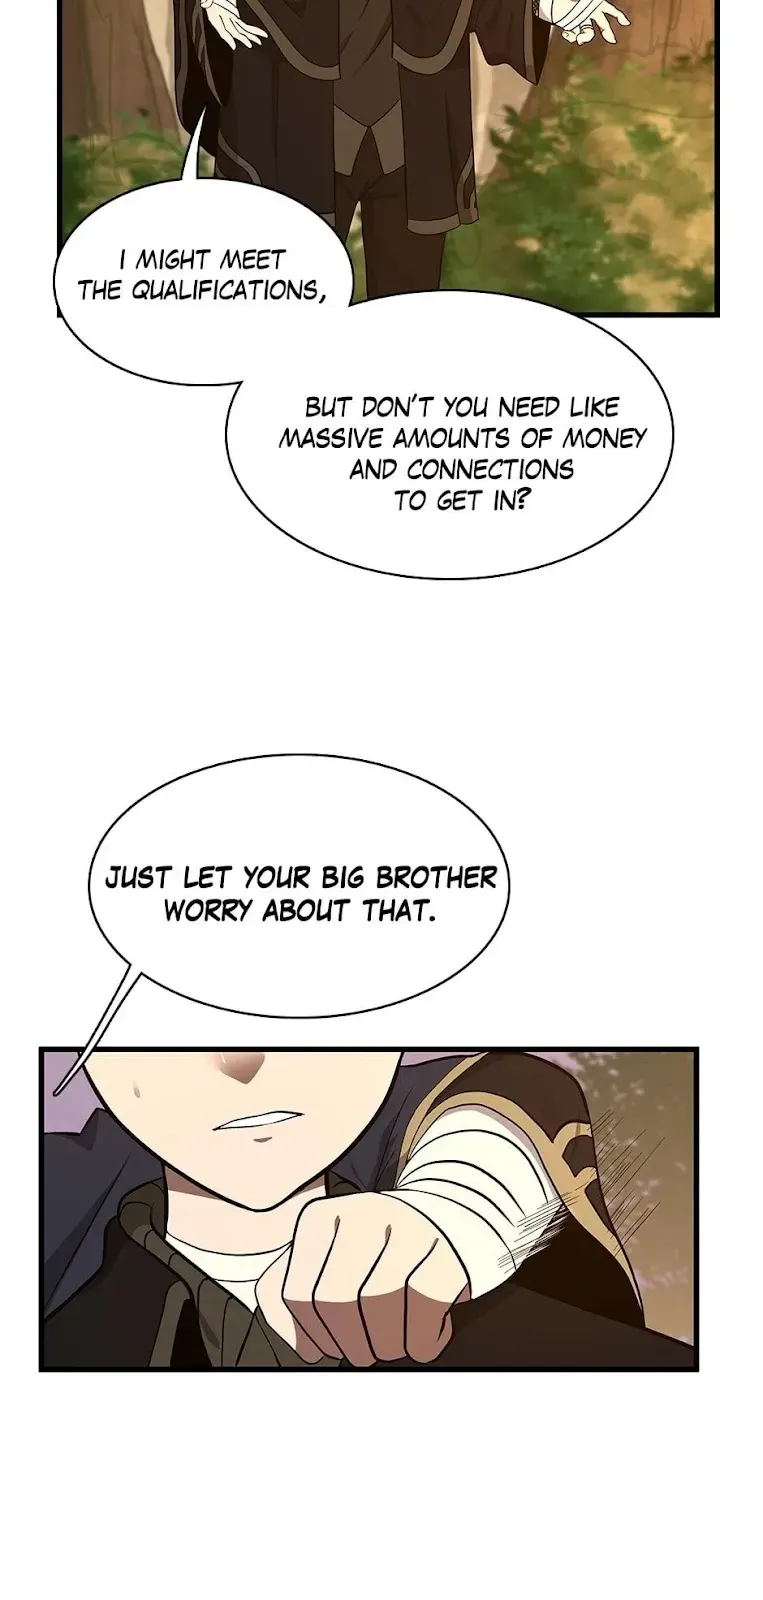 I MIGHT MEET
THE QUALIFICATIONS,
BUT DON'T YOU NEED LIKE
MASSIVE AMOUNTS OF MONEY
AND CONNECTIONS
TO GET IN?
JUST LET YOUR BIG BROTHER
WORRY ABOUT THAT.